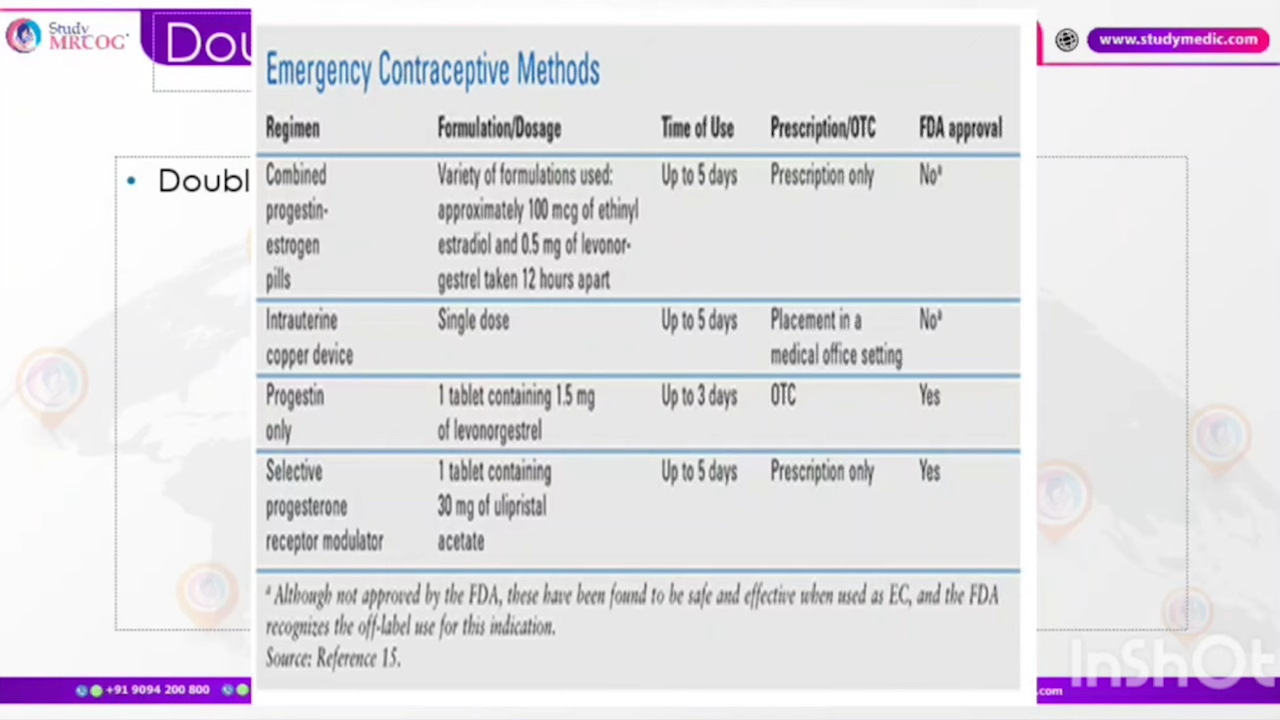 Study
MRCOG
Dou
www.studymedic.com
• Doubl
Emergency Contraceptive Methods
Regimen Formulation/Dosage Time of Use Prescription/OTC FDA approval
Combined Variety of formulations used: Up to 5 days Prescription only Noᵃ
progestin- approximately 100 mcg of ethinyl
estrogen estradiol and 0.5 mg of levonor-
pills gestrel taken 12 hours apart
Intrauterine Single dose Up to 5 days Placement in a Noᵃ
copper device medical office setting
Progestin 1 tablet containing 1.5 mg Up to 3 days OTC Yes
only of levonorgestrel
Selective 1 tablet containing Up to 5 days Prescription only Yes
progesterone 30 mg of ulipristal
receptor modulator acetate
ᵃ Although not approved by the FDA, these have been found to be safe and effective when used as EC, and the FDA
recognizes the off-label use for this indication.
Source: Reference 15.
InShOt
+91 9094 200 800 .com